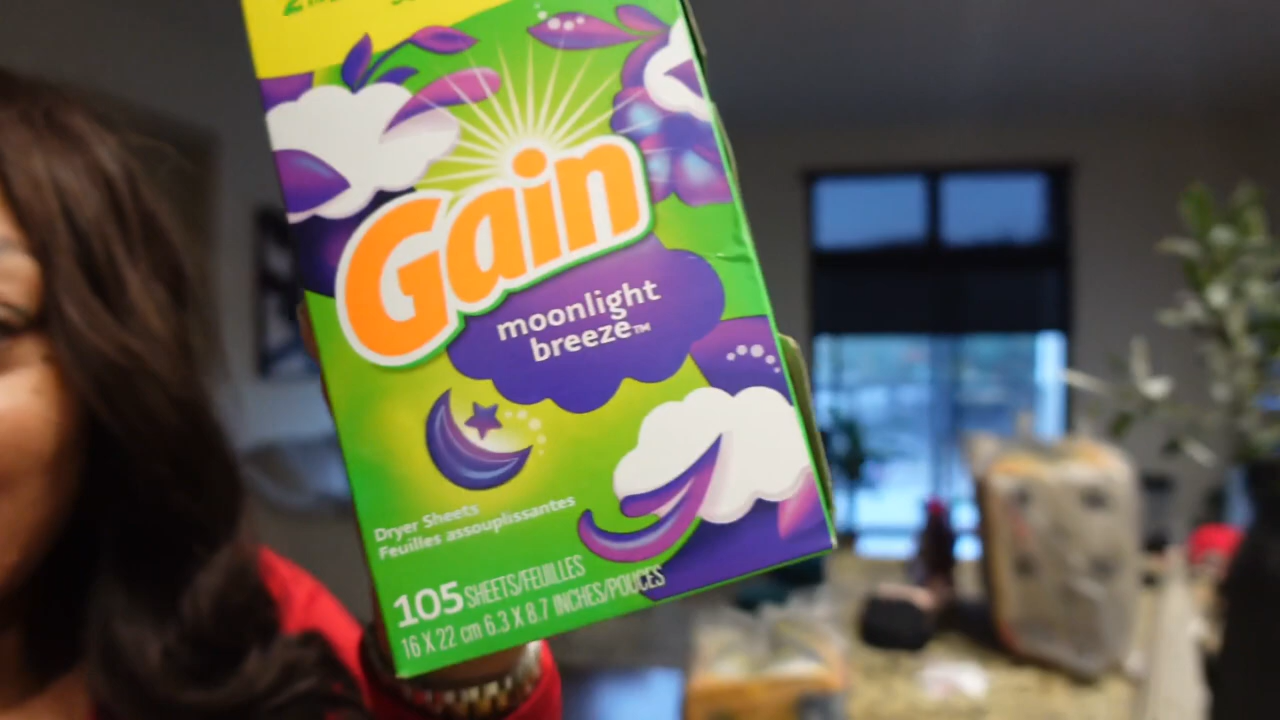 Gain
moonlight
breeze™
Dryer Sheets
Feuilles assouplissantes
105 SHEETS/FEUILLES
16 X 22 cm 6.3 X 8.7 INCHES/POUCES